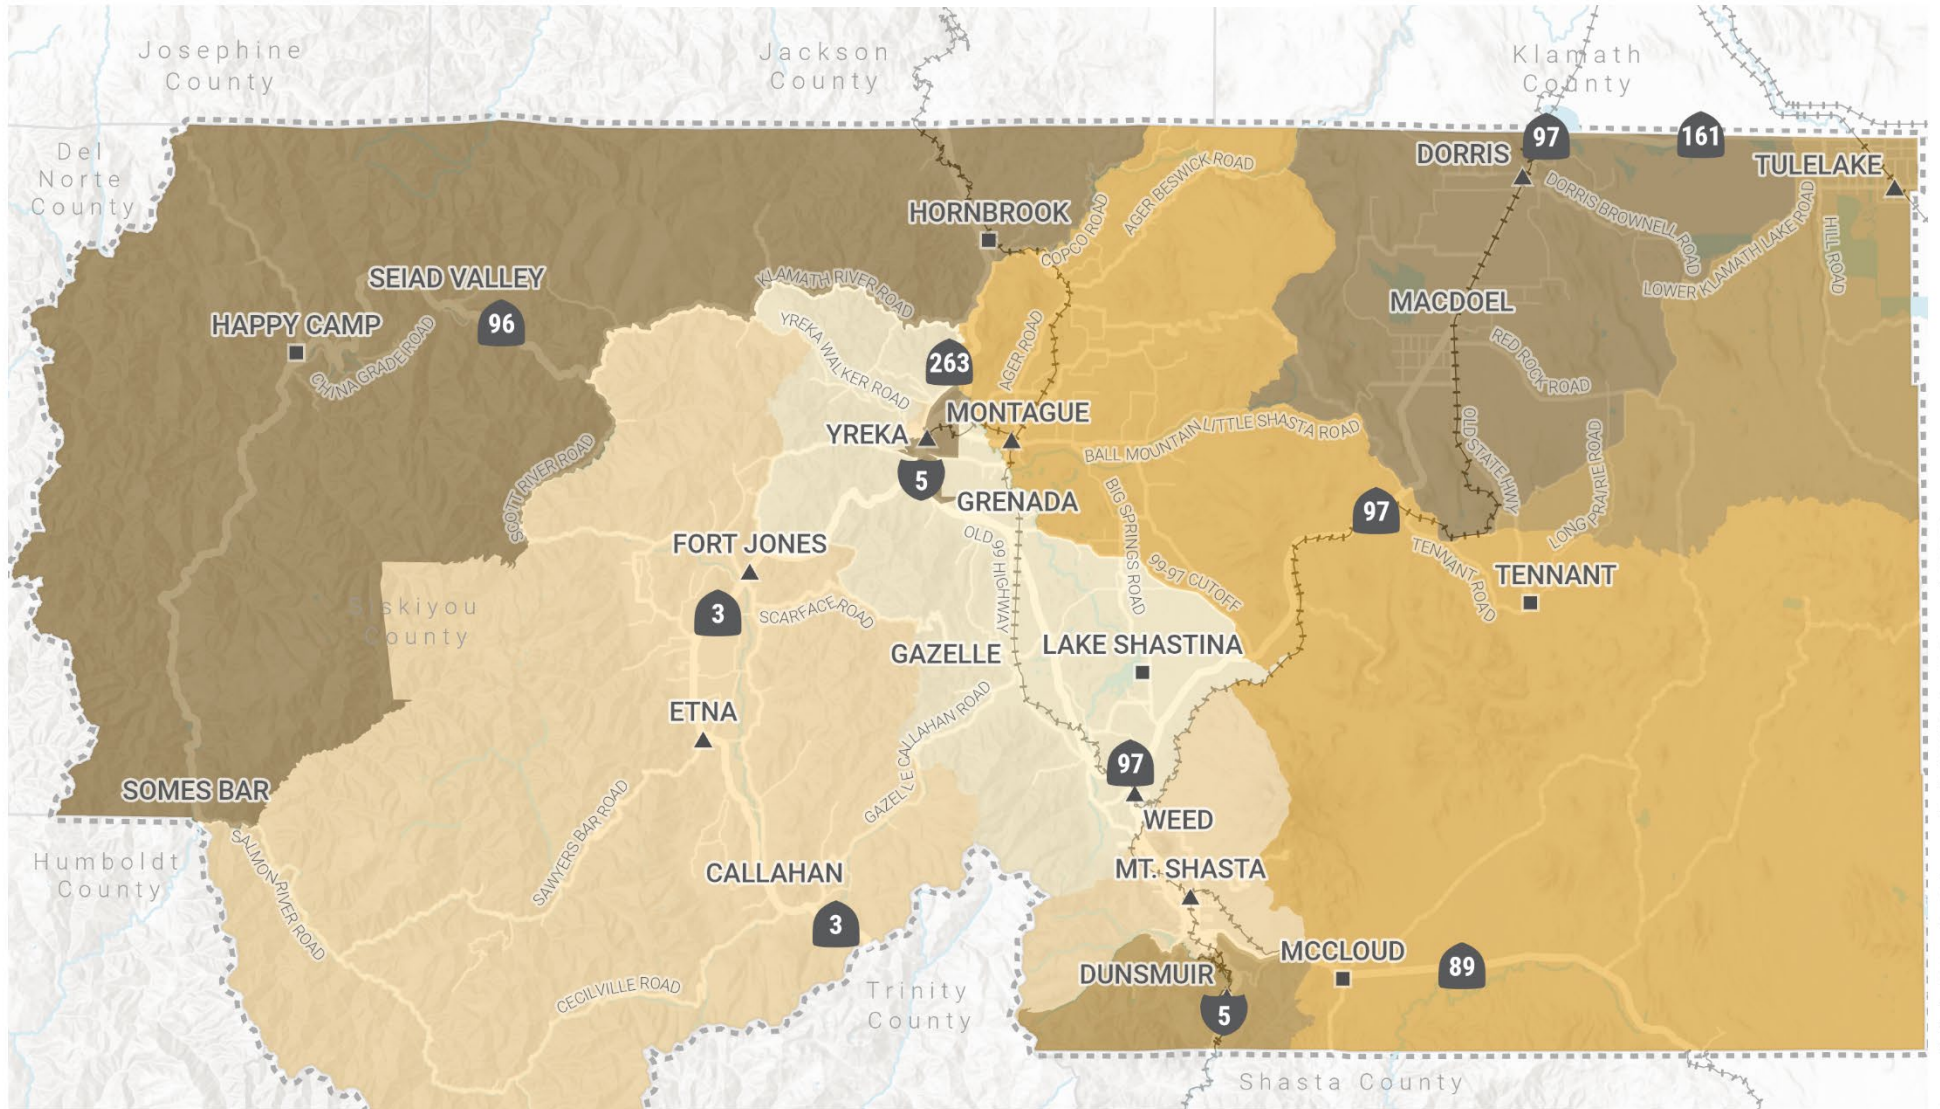 Josephine
County
Jackson
County
Klamath
County
Del
Norte
County
97
161
DORRIS
TULELAKE
AGER BESWICK ROAD
DORRIS BROWNELL ROAD
HORNBROOK
COPCO ROAD
LOWER KLAMATH LAKE ROAD
HILL ROAD
SEIAD VALLEY
KLAMATH RIVER ROAD
MACDOEL
HAPPY CAMP
96
CHINA GRADE ROAD
YREKA WALKER ROAD
263
AGER ROAD
RED ROCK ROAD
MONTAGUE
YREKA
BALL MOUNTAIN LITTLE SHASTA ROAD
OLD STATE HWY
LONG PRAIRIE ROAD
SCOTT RIVER ROAD
5
GRENADA
BIG SPRINGS ROAD
97
OLD 99 HIGHWAY
FORT JONES
99-97 CUTOFF
TENNANT ROAD
TENNANT
Siskiyou
County
3
SCARFACE ROAD
GAZELLE
LAKE SHASTINA
ETNA
GAZELLE CALLAHAN ROAD
97
SOMES BAR
WEED
SAWYERS BAR ROAD
SALMON RIVER ROAD
Humboldt
County
CALLAHAN
MT. SHASTA
3
MCCLOUD
89
DUNSMUIR
CECILVILLE ROAD
Trinity
County
5
Shasta County